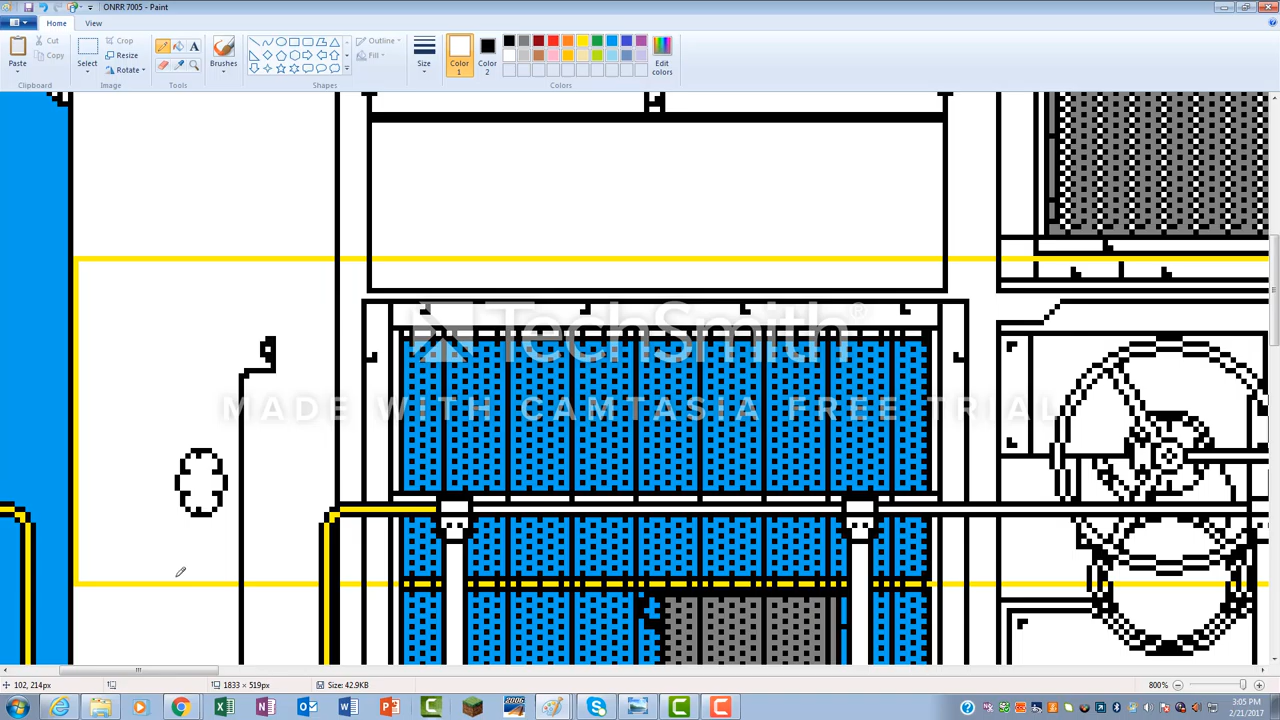 ONRR 7005 - Paint
Home View
Paste
Cut
Copy
Clipboard
Select
Crop
Resize
Rotate
Image
Tools
Brushes
Shapes
Outline
Fill
Size
Color 1
Color 2
Edit colors
Colors
TechSmith®
MADE WITH CAMTASIA FREE TRIAL
102, 214px
1833 × 519px
Size: 42.9KB
800%
2006
3:05 PM
2/21/2017